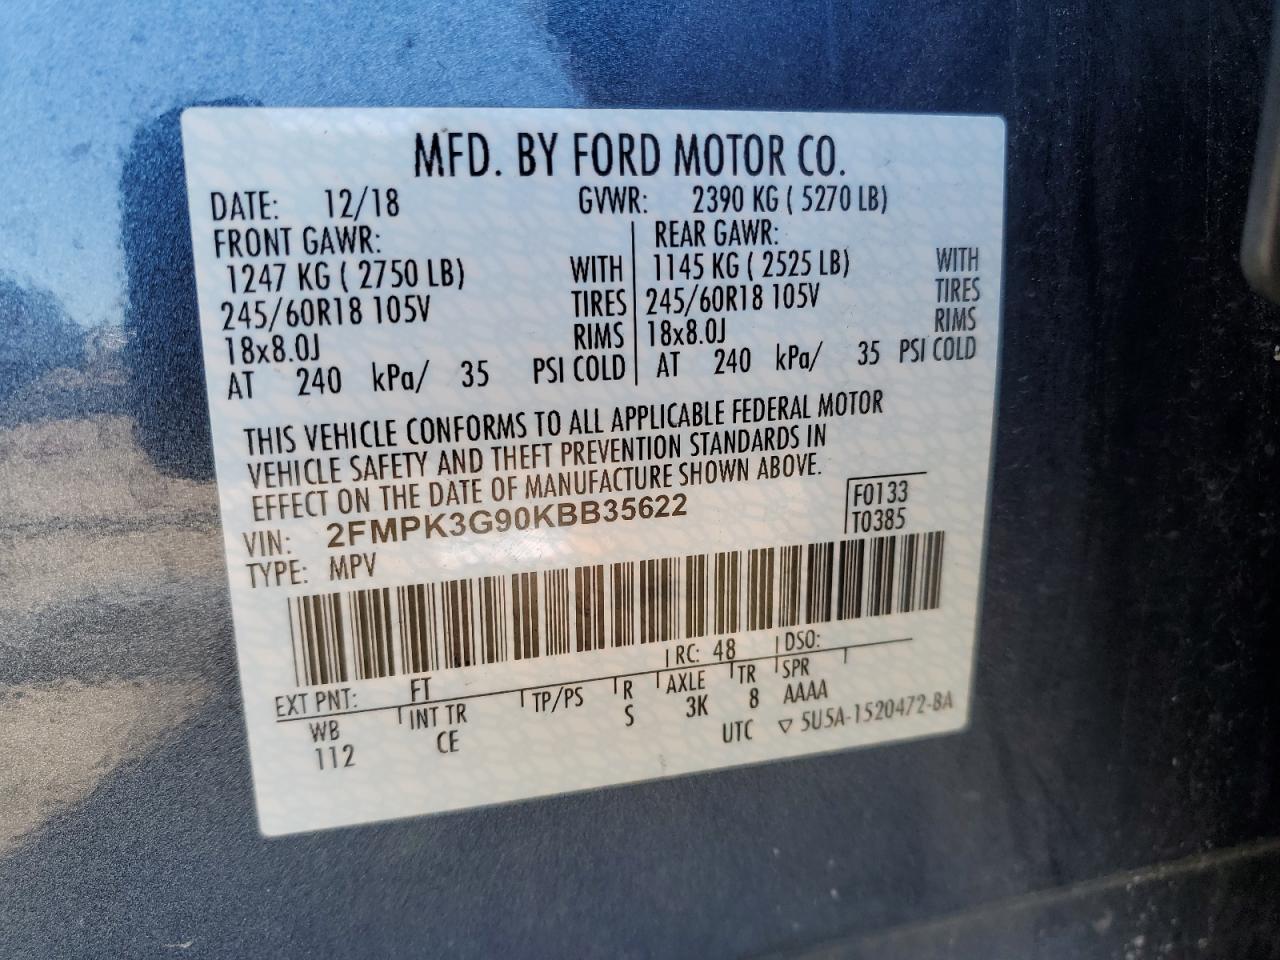 MFD. BY FORD MOTOR CO.
DATE: 12/18 GVWR: 2390 KG ( 5270 LB)
FRONT GAWR: REAR GAWR:
1247 KG ( 2750 LB) WITH 1145 KG ( 2525 LB) WITH
245/60R18 105V TIRES 245/60R18 105V TIRES
18x8.0J RIMS 18x8.0J RIMS
AT 240 kPa/ 35 PSI COLD AT 240 kPa/ 35 PSI COLD
THIS VEHICLE CONFORMS TO ALL APPLICABLE FEDERAL MOTOR
VEHICLE SAFETY AND THEFT PREVENTION STANDARDS IN
EFFECT ON THE DATE OF MANUFACTURE SHOWN ABOVE.
VIN: 2FMPK3G90KBB35622 F0133
TYPE: MPV T0385
EXT PNT: FT RC: 48 DSO:
WB INT TR TP/PS R AXLE TR SPR
112 CE S 3K 8 AAAA
UTC ▽ 5U5A-1520472-BA